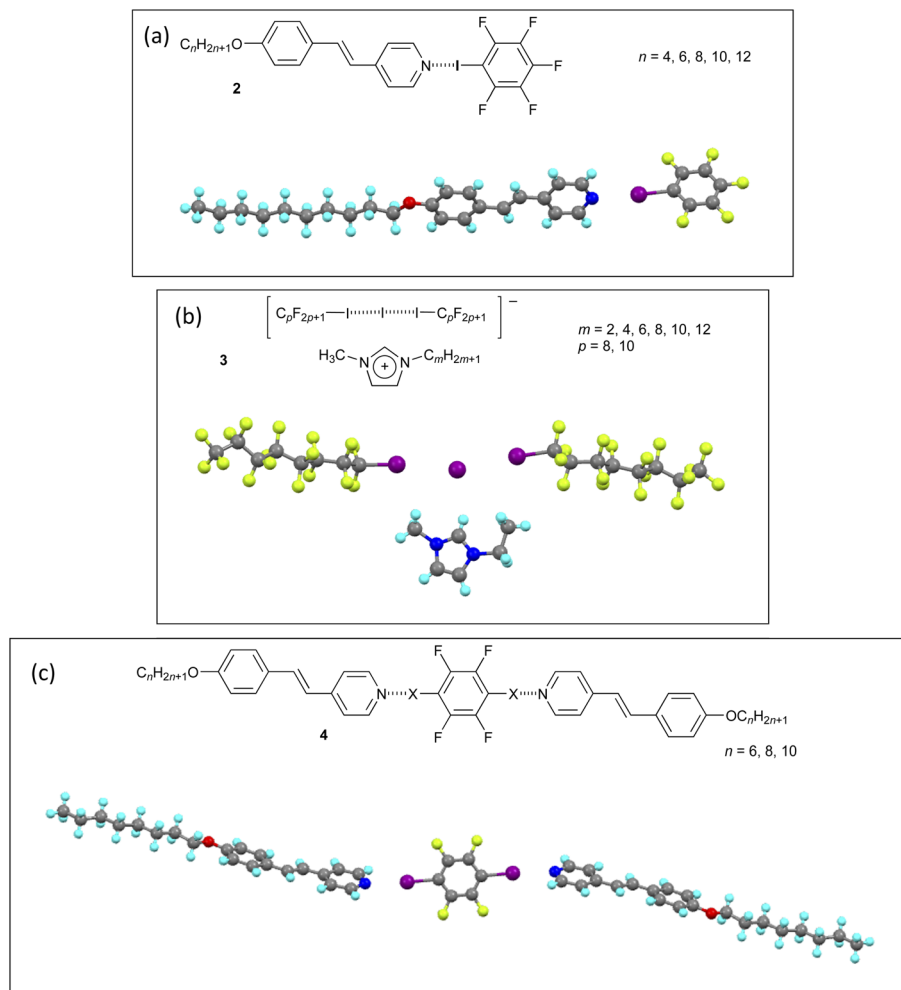 (a)
CₙH₂ₙ₊₁O
N
I
F
F
F
F
F
n = 4, 6, 8, 10, 12
2
(b)
CₚF₂ₚ₊₁—I
I
I—CₚF₂ₚ₊₁
–
m = 2, 4, 6, 8, 10, 12
p = 8, 10
3
H₃C
N
+
N
CₘH₂ₘ₊₁
(c)
CₙH₂ₙ₊₁O
N
X
F
F
F
F
X
N
OCₙH₂ₙ₊₁
4
n = 6, 8, 10